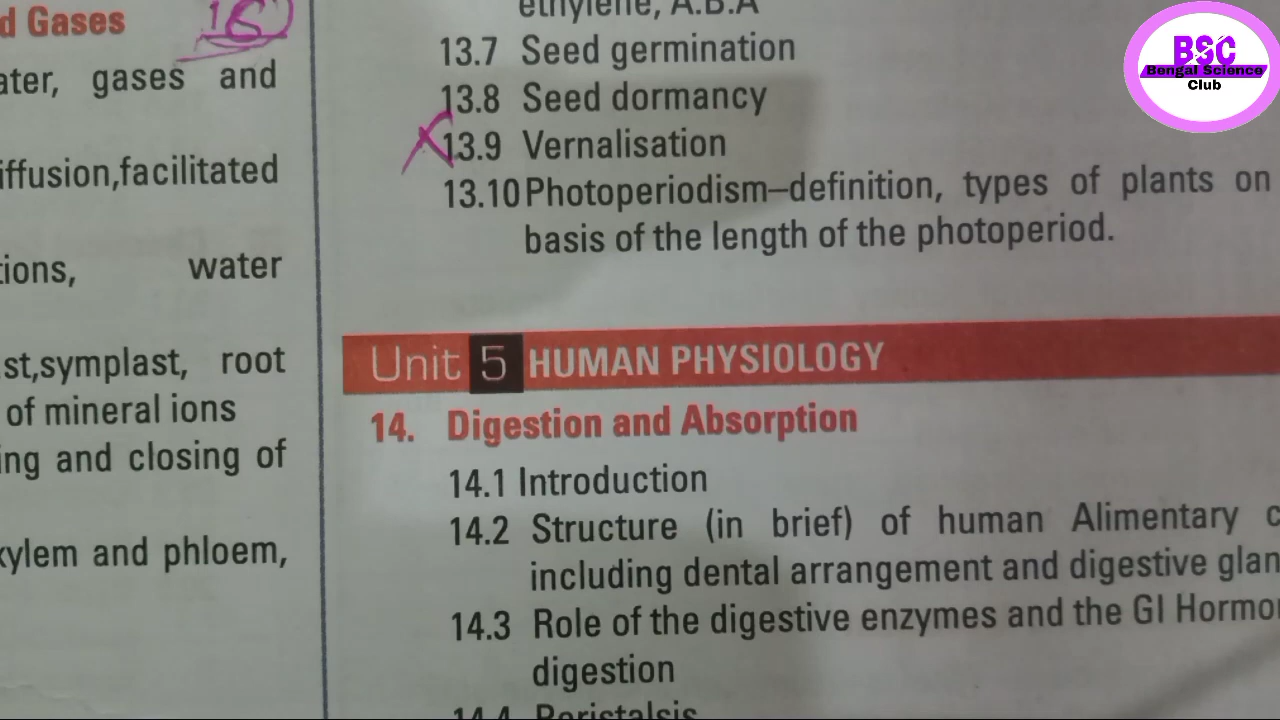 d Gases
16
ater, gases and
iffusion,facilitated
tions, water
st,symplast, root
of mineral ions
ing and closing of
xylem and phloem,
ethylene, A.B.A
13.7 Seed germination
13.8 Seed dormancy
13.9 Vernalisation
13.10 Photoperiodism–definition, types of plants on
basis of the length of the photoperiod.
Unit 5 HUMAN PHYSIOLOGY
14. Digestion and Absorption
14.1 Introduction
14.2 Structure (in brief) of human Alimentary c
including dental arrangement and digestive glan
14.3 Role of the digestive enzymes and the GI Hormo
digestion
14.4 Peristalsis
BSC
Bengal Science
Club